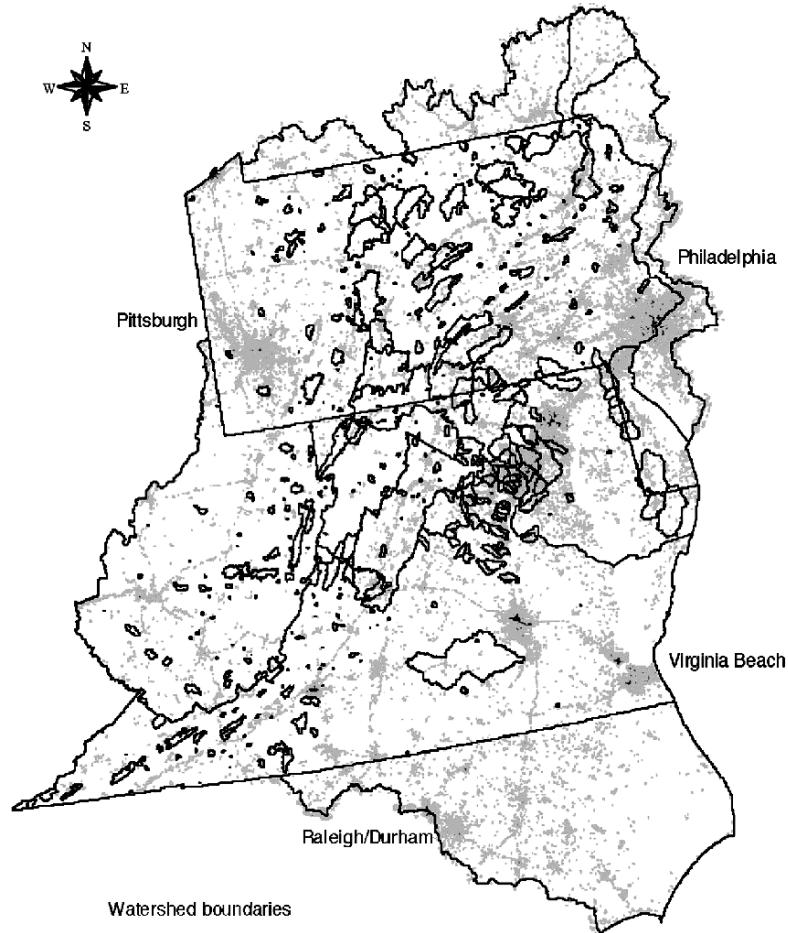 N
W E
S
Philadelphia
Pittsburgh
Virginia Beach
Raleigh/Durham
Watershed boundaries